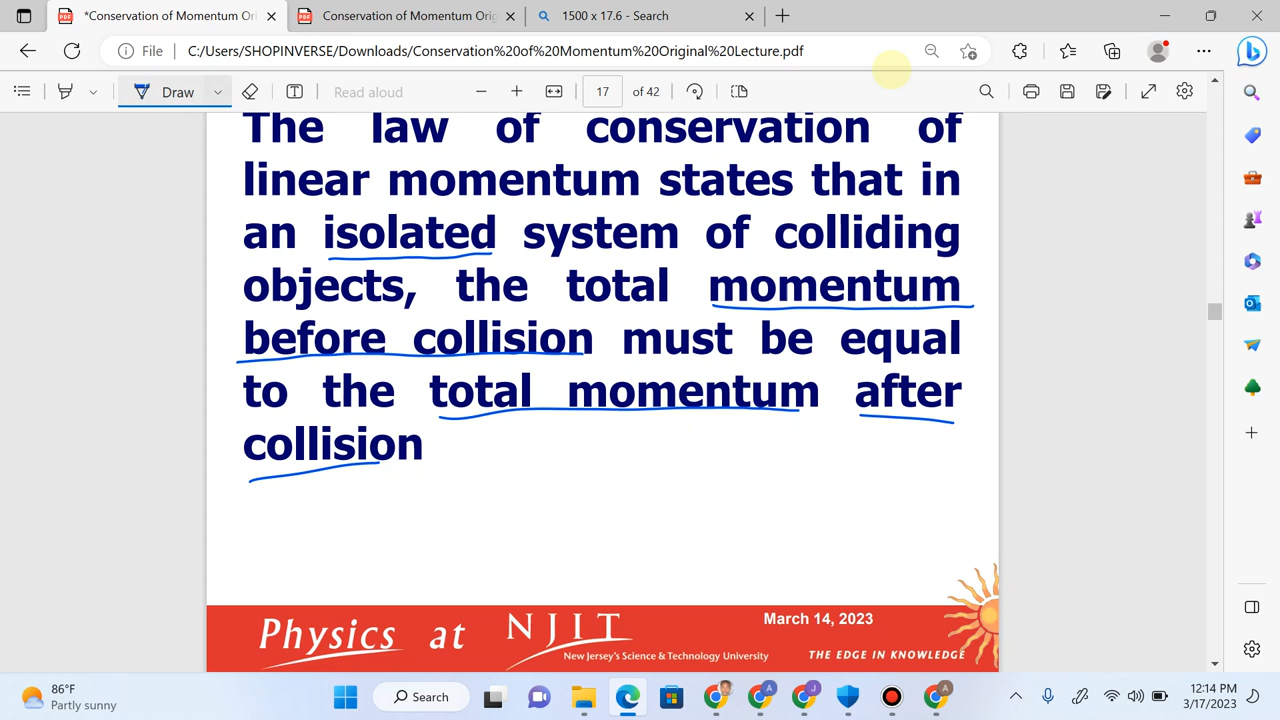 *Conservation of Momentum Ori
Conservation of Momentum Orig
1500 x 17.6 - Search
File
C:/Users/SHOPINVERSE/Downloads/Conservation%20of%20Momentum%20Original%20Lecture.pdf
Draw
Read aloud
17
of 42
The law of conservation of
linear momentum states that in
an isolated system of colliding
objects, the total momentum
before collision must be equal
to the total momentum after
collision
Physics at
NJIT
New Jersey's Science & Technology University
March 14, 2023
THE EDGE IN KNOWLEDGE
86°F
Partly sunny
Search
12:14 PM
3/17/2023